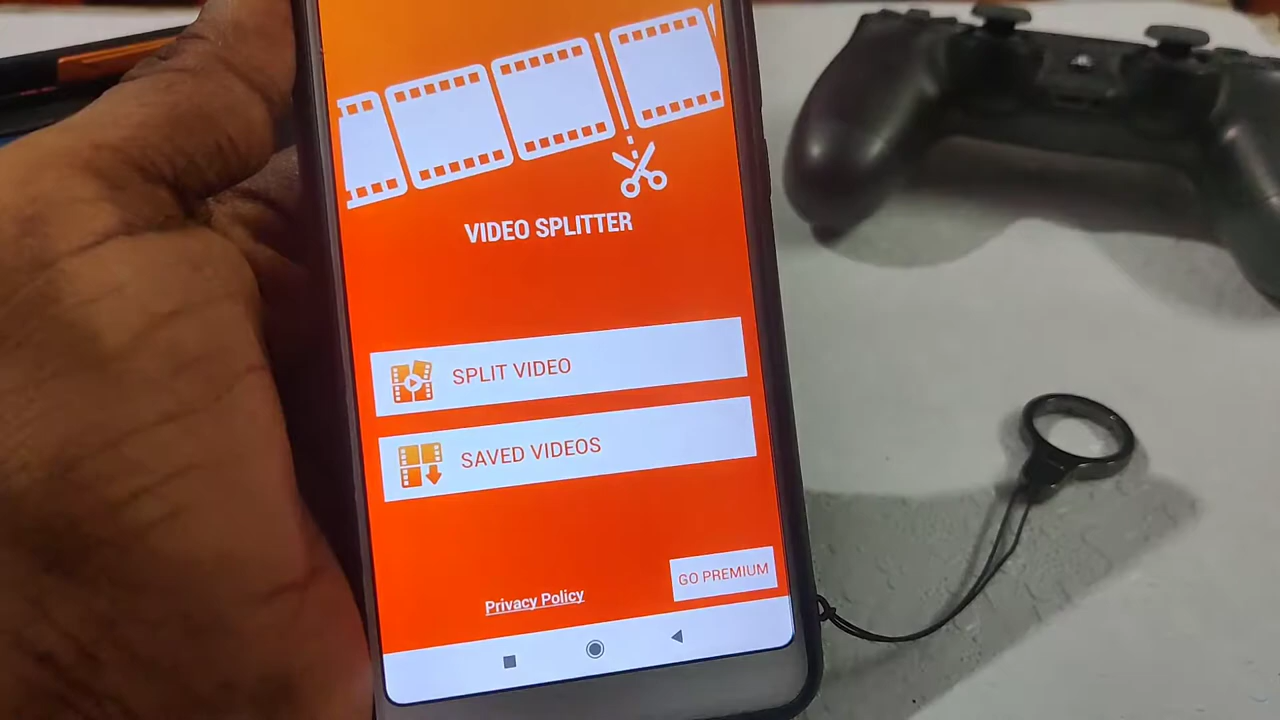 VIDEO SPLITTER
SPLIT VIDEO
SAVED VIDEOS
GO PREMIUM
Privacy Policy